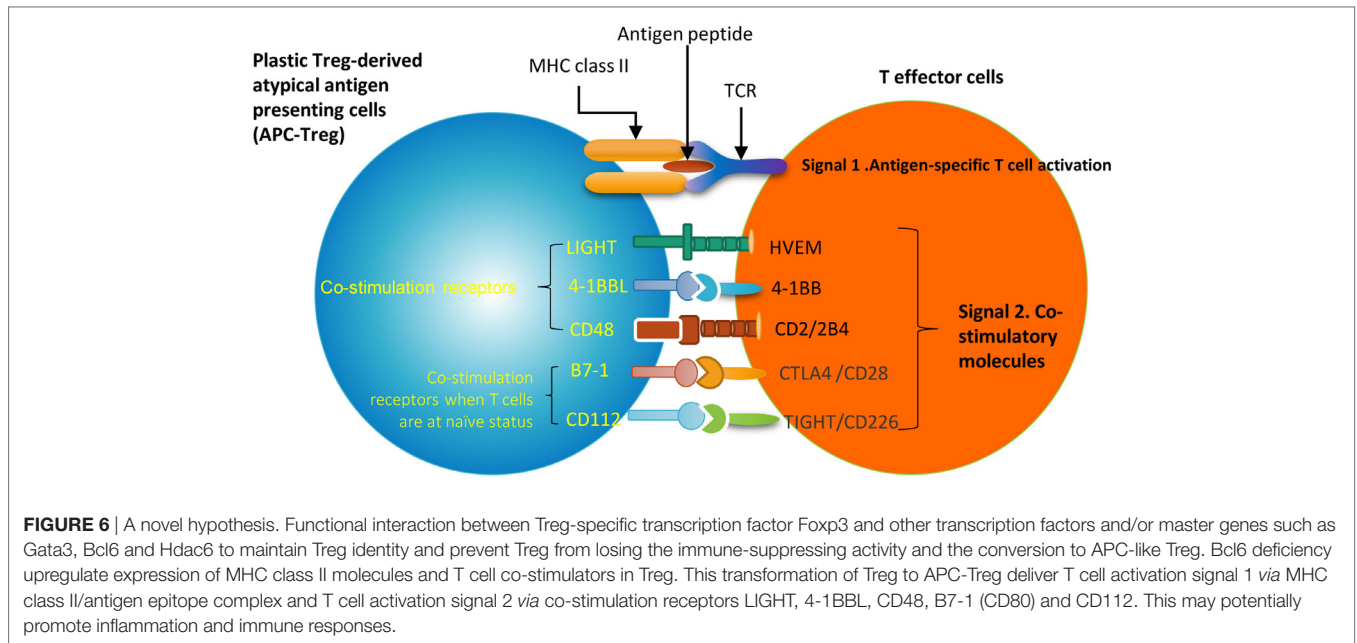 Antigen peptide
Plastic Treg-derived
atypical antigen
presenting cells
(APC-Treg)
MHC class II
TCR
T effector cells
Signal 1 .Antigen-specific T cell activation
LIGHT
HVEM
Co-stimulation receptors
4-1BBL
4-1BB
CD48
CD2/2B4
Signal 2. Co-
stimulatory
molecules
B7-1
CTLA4 /CD28
Co-stimulation
receptors when T cells
are at naïve status
CD112
TIGHT/CD226
FIGURE 6 | A novel hypothesis. Functional interaction between Treg-specific transcription factor Foxp3 and other transcription factors and/or master genes such as
Gata3, Bcl6 and Hdac6 to maintain Treg identity and prevent Treg from losing the immune-suppressing activity and the conversion to APC-like Treg. Bcl6 deficiency
upregulate expression of MHC class II molecules and T cell co-stimulators in Treg. This transformation of Treg to APC-Treg deliver T cell activation signal 1 via MHC
class II/antigen epitope complex and T cell activation signal 2 via co-stimulation receptors LIGHT, 4-1BBL, CD48, B7-1 (CD80) and CD112. This may potentially
promote inflammation and immune responses.